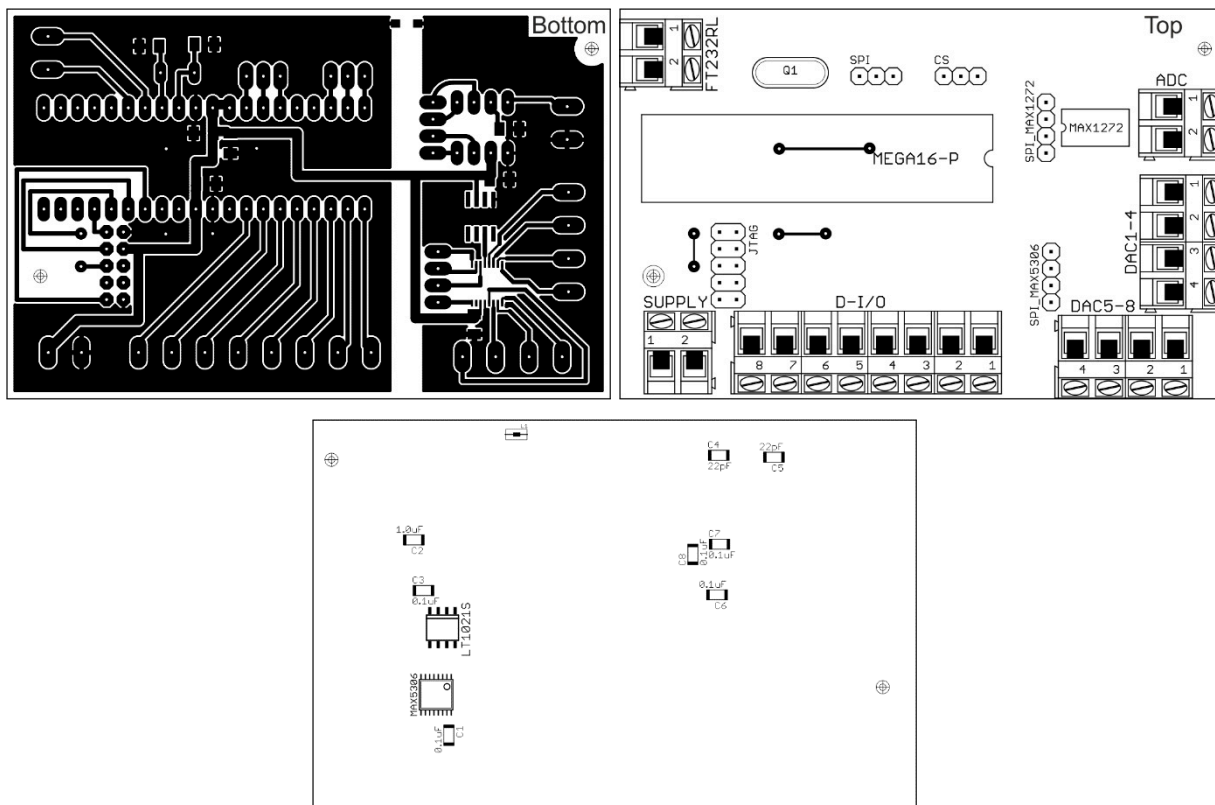 Bottom
Top
1
2
FT232RL
Q1
SPI
CS
ADC
1
2
SPI_MAX1272
MAX1272
MEGA16-P
JTAG
DAC1-4
1
2
3
4
SPI_MAX5306
SUPPLY
1 2
D-I/O
8 7 6 5 4 3 2 1
DAC5-8
4 3 2 1
C4
22pF
22pF
C5
1.0uF
C2
C7
0.1uF
C8
0.1uF
C3
0.1uF
0.1uF
C6
LT1021S
MAX5306
C1
0.1uF